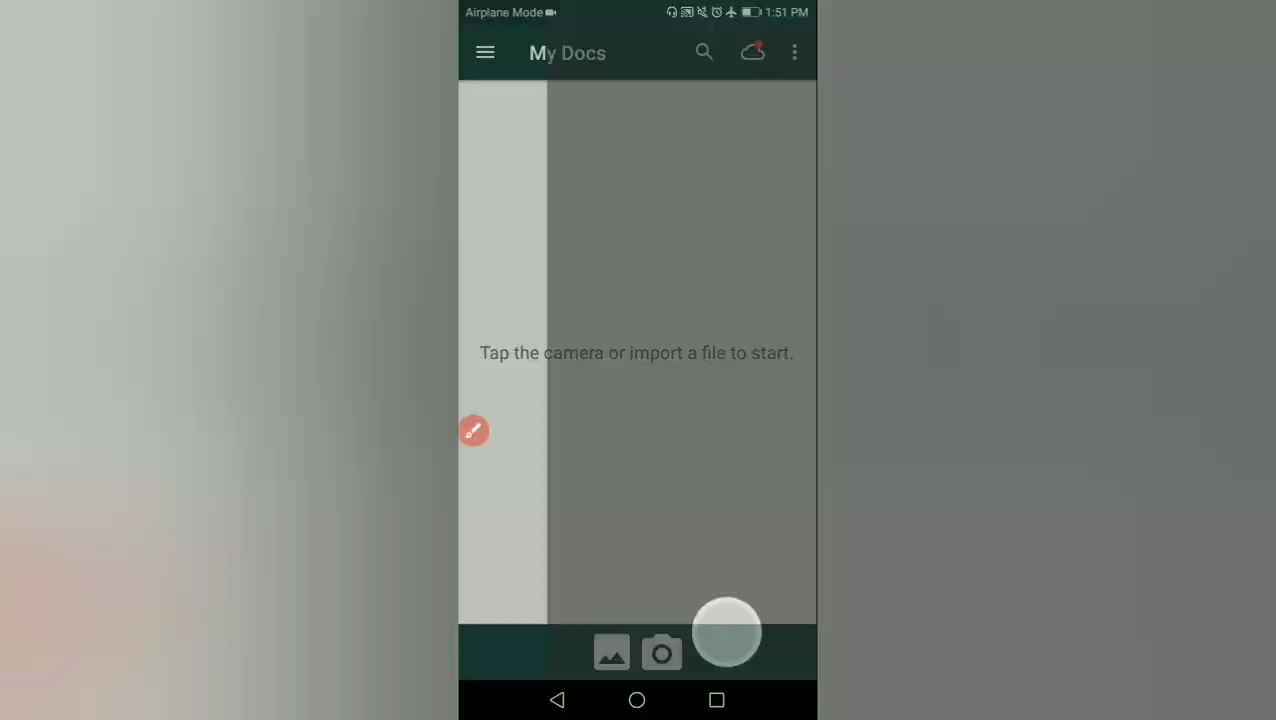 Airplane Mode 1:51 PM
My Docs
Tap the camera or import a file to start.